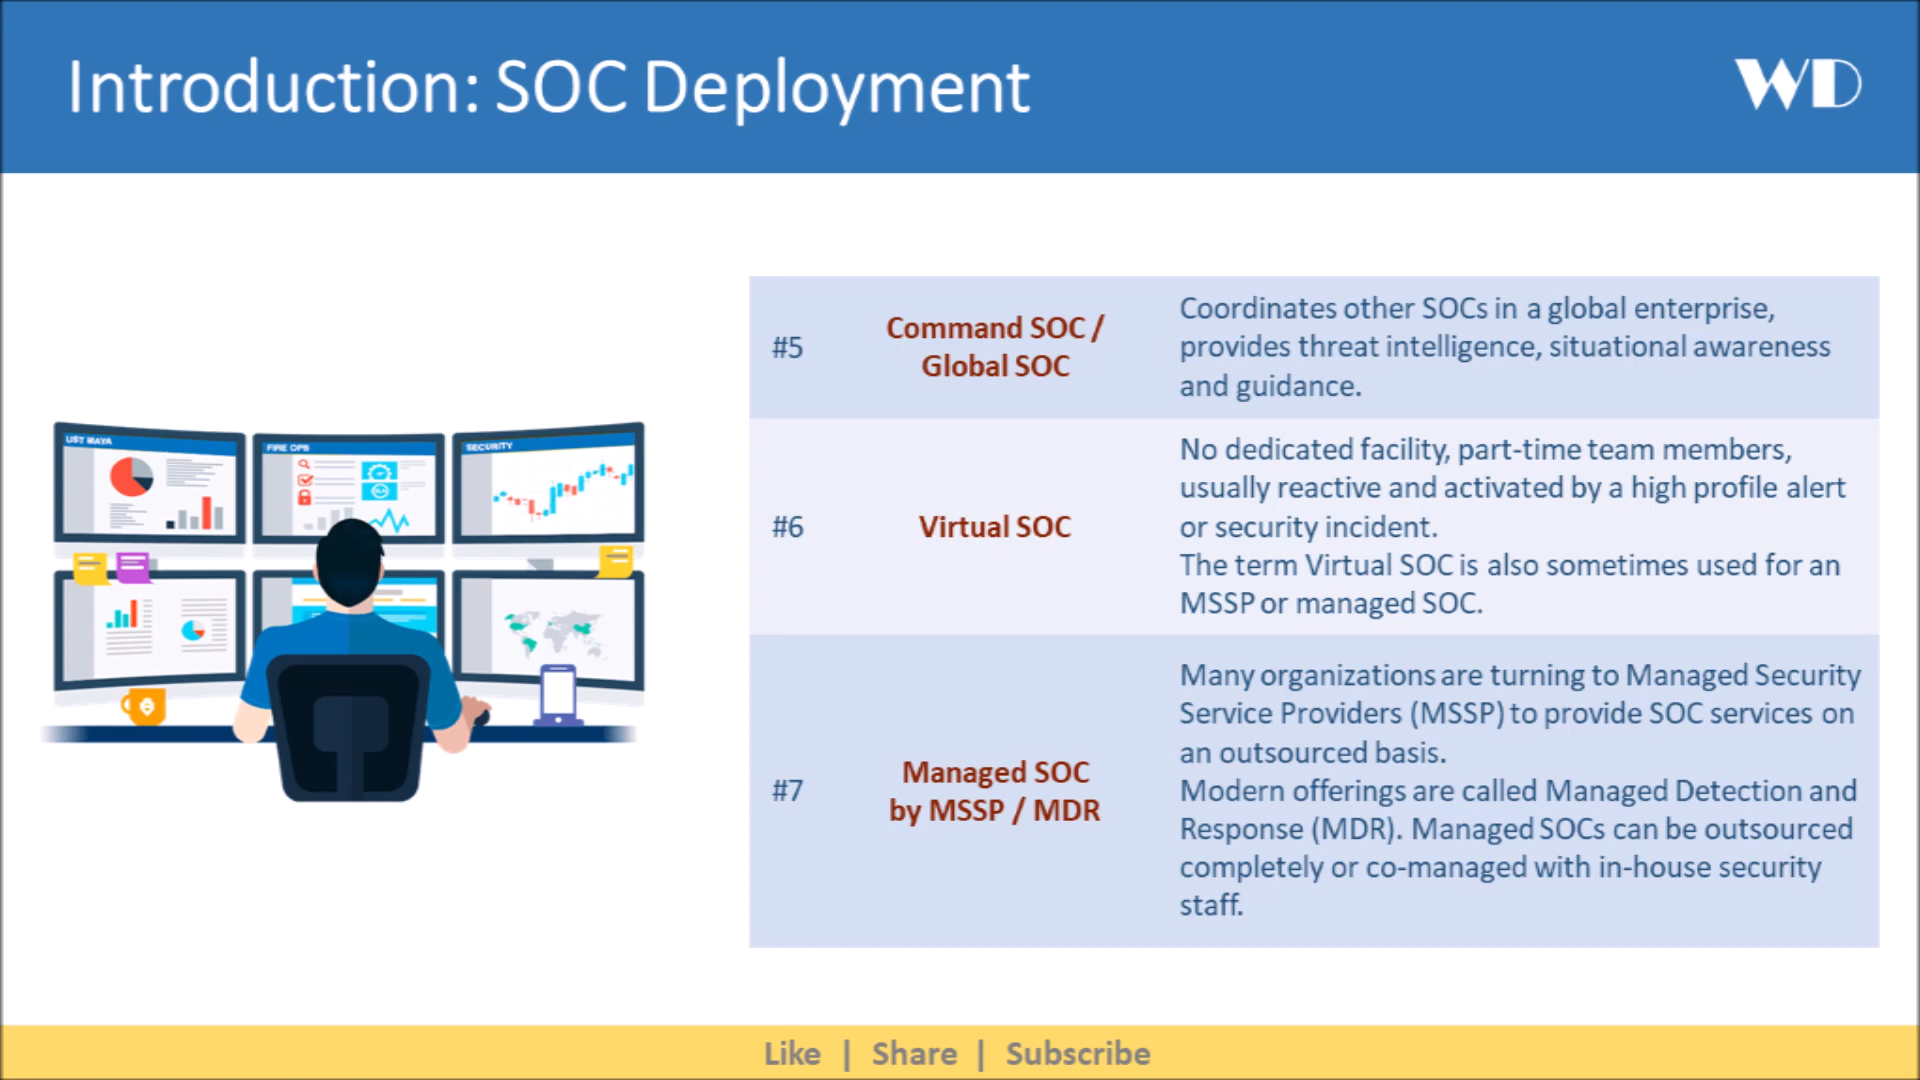 Introduction: SOC Deployment
WD
UST MAYA
FIRE OPS
SECURITY
#5
Command SOC /
Global SOC
Coordinates other SOCs in a global enterprise,
provides threat intelligence, situational awareness
and guidance.
#6
Virtual SOC
No dedicated facility, part-time team members,
usually reactive and activated by a high profile alert
or security incident.
The term Virtual SOC is also sometimes used for an
MSSP or managed SOC.
#7
Managed SOC
by MSSP / MDR
Many organizations are turning to Managed Security
Service Providers (MSSP) to provide SOC services on
an outsourced basis.
Modern offerings are called Managed Detection and
Response (MDR). Managed SOCs can be outsourced
completely or co-managed with in-house security
staff.
Like | Share | Subscribe